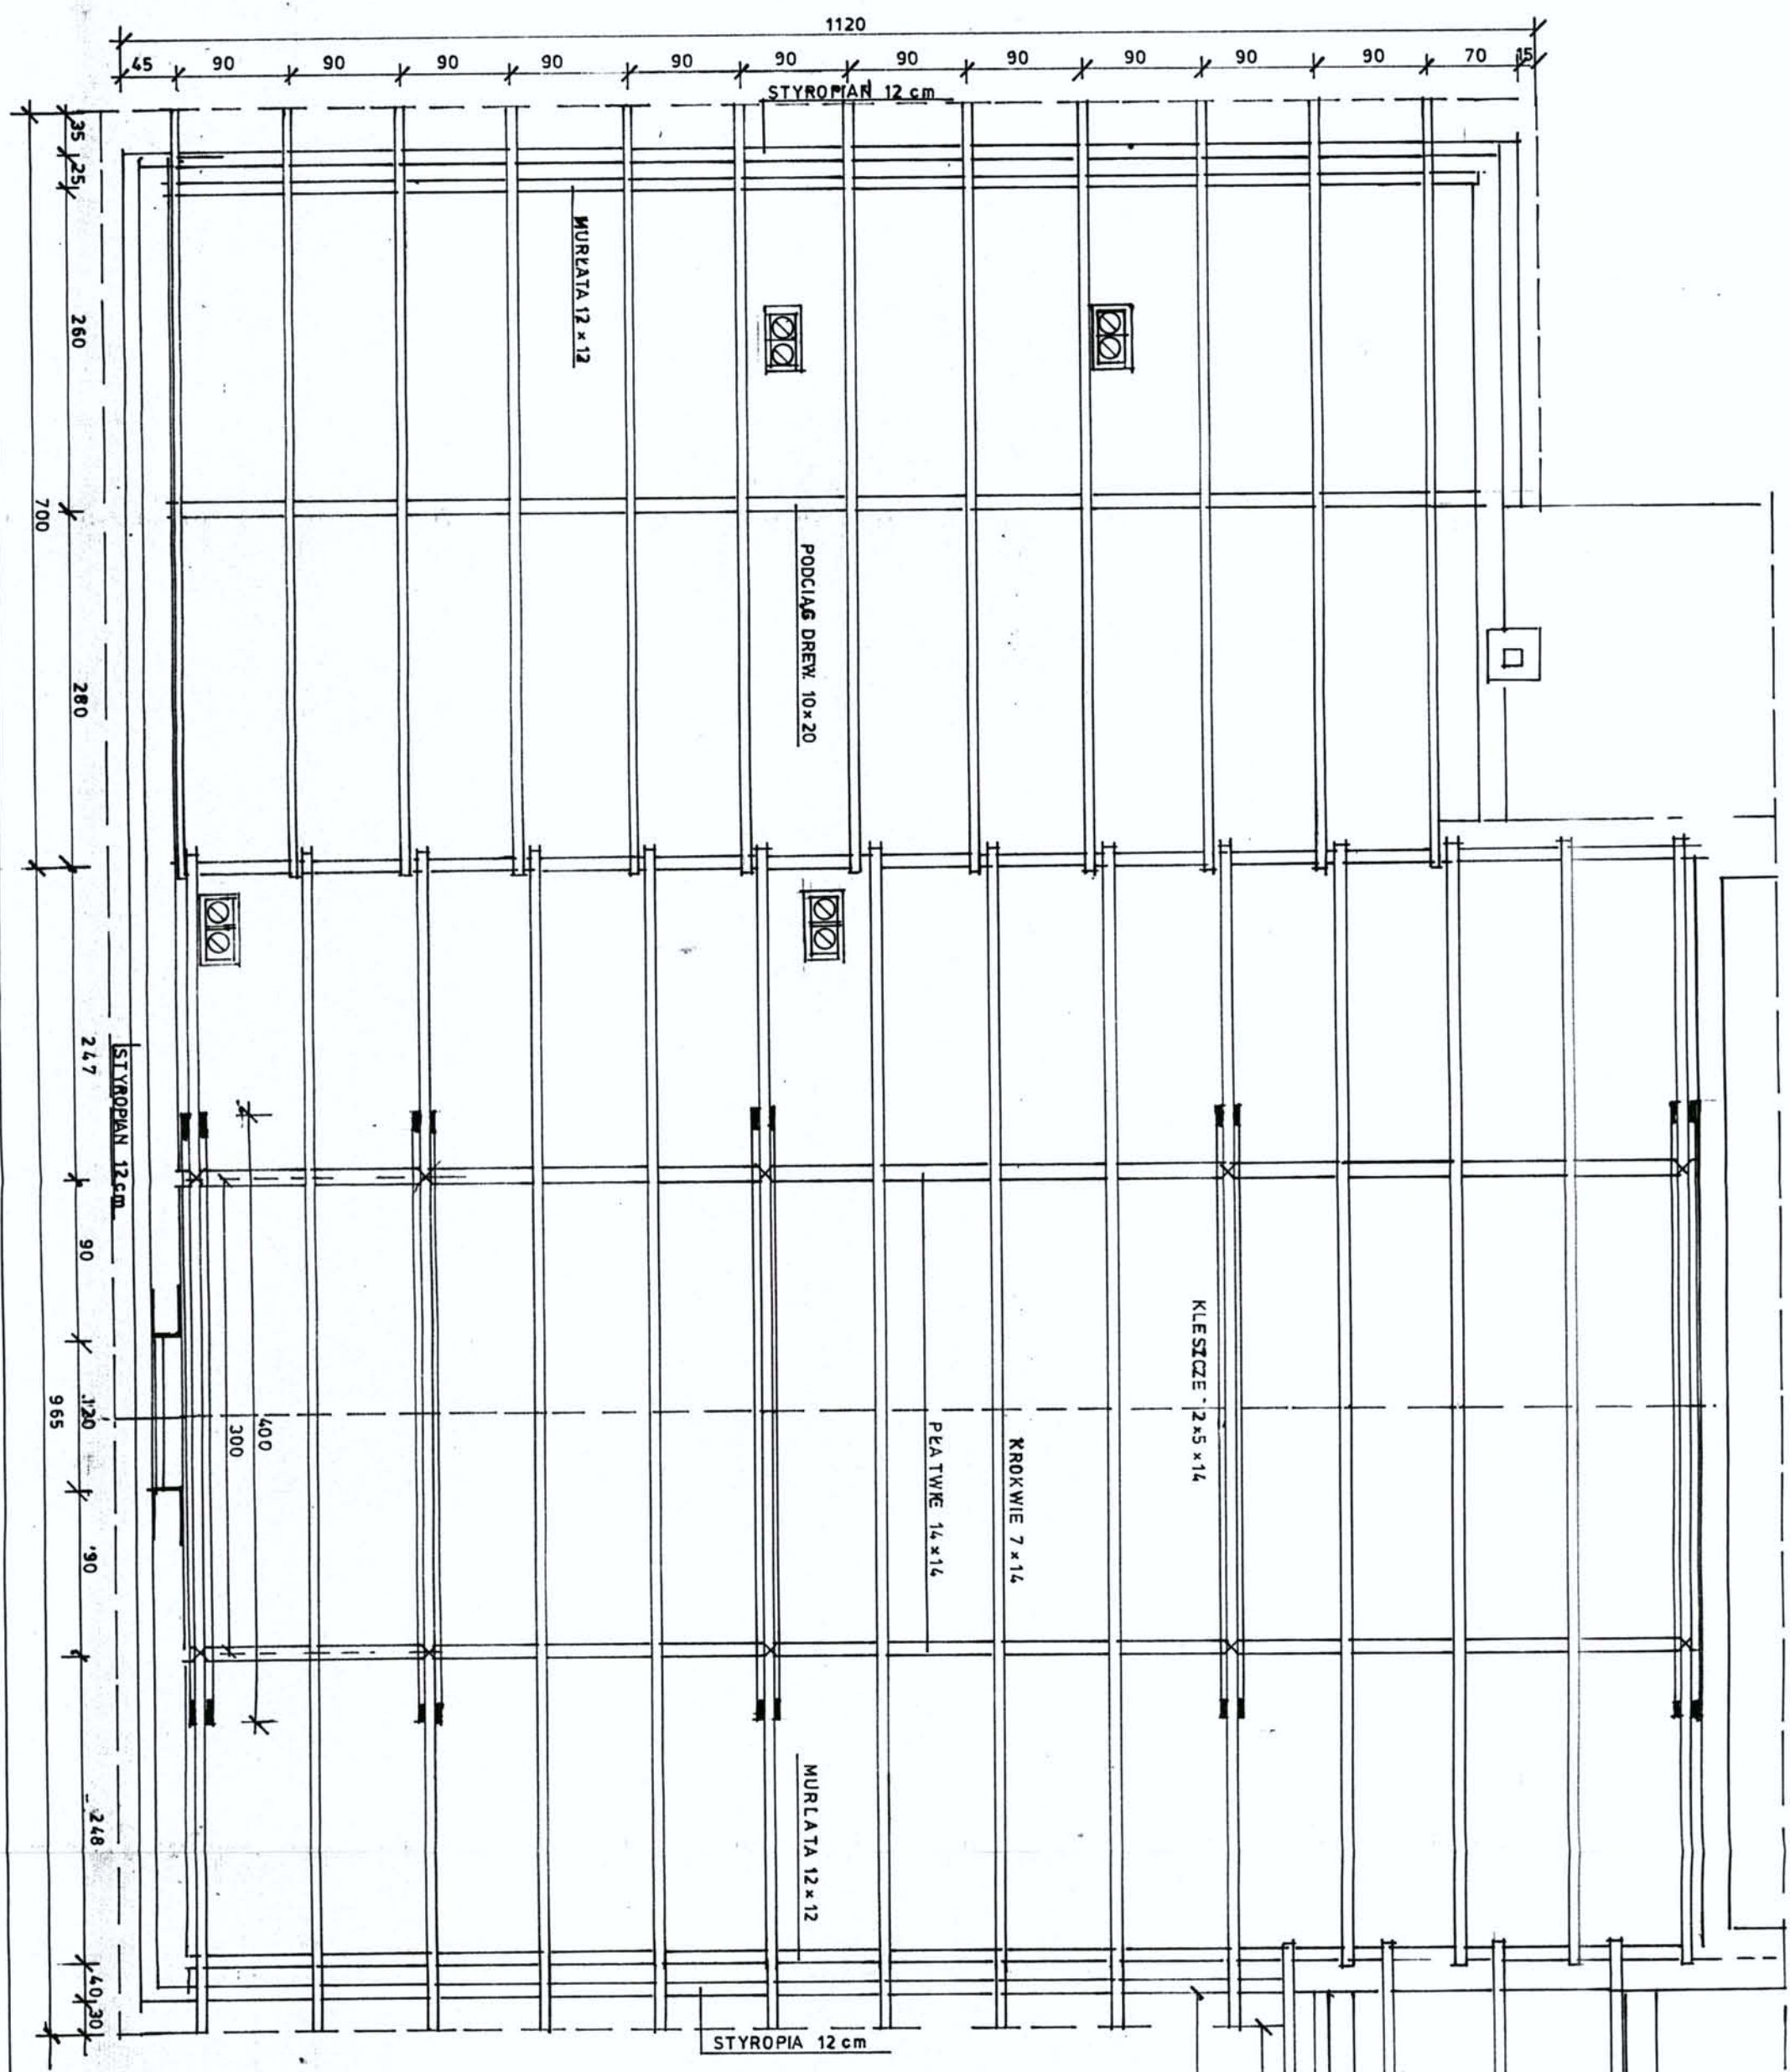 1120
45 90 90 90 90 90 90 90 90 90 90 90 70 15
STYROPIAN 12 cm
35
25
260
700
280
MURŁATA 12 × 12
PODCIĄG DREW. 10×20
247
STYROPIAN 12 cm
90
120
965
90
248
40
30
400
300
KLESZCZE 2×5×14
KROKWIE 7×14
PŁATWIE 14×14
MURŁATA 12×12
STYROPIA 12 cm